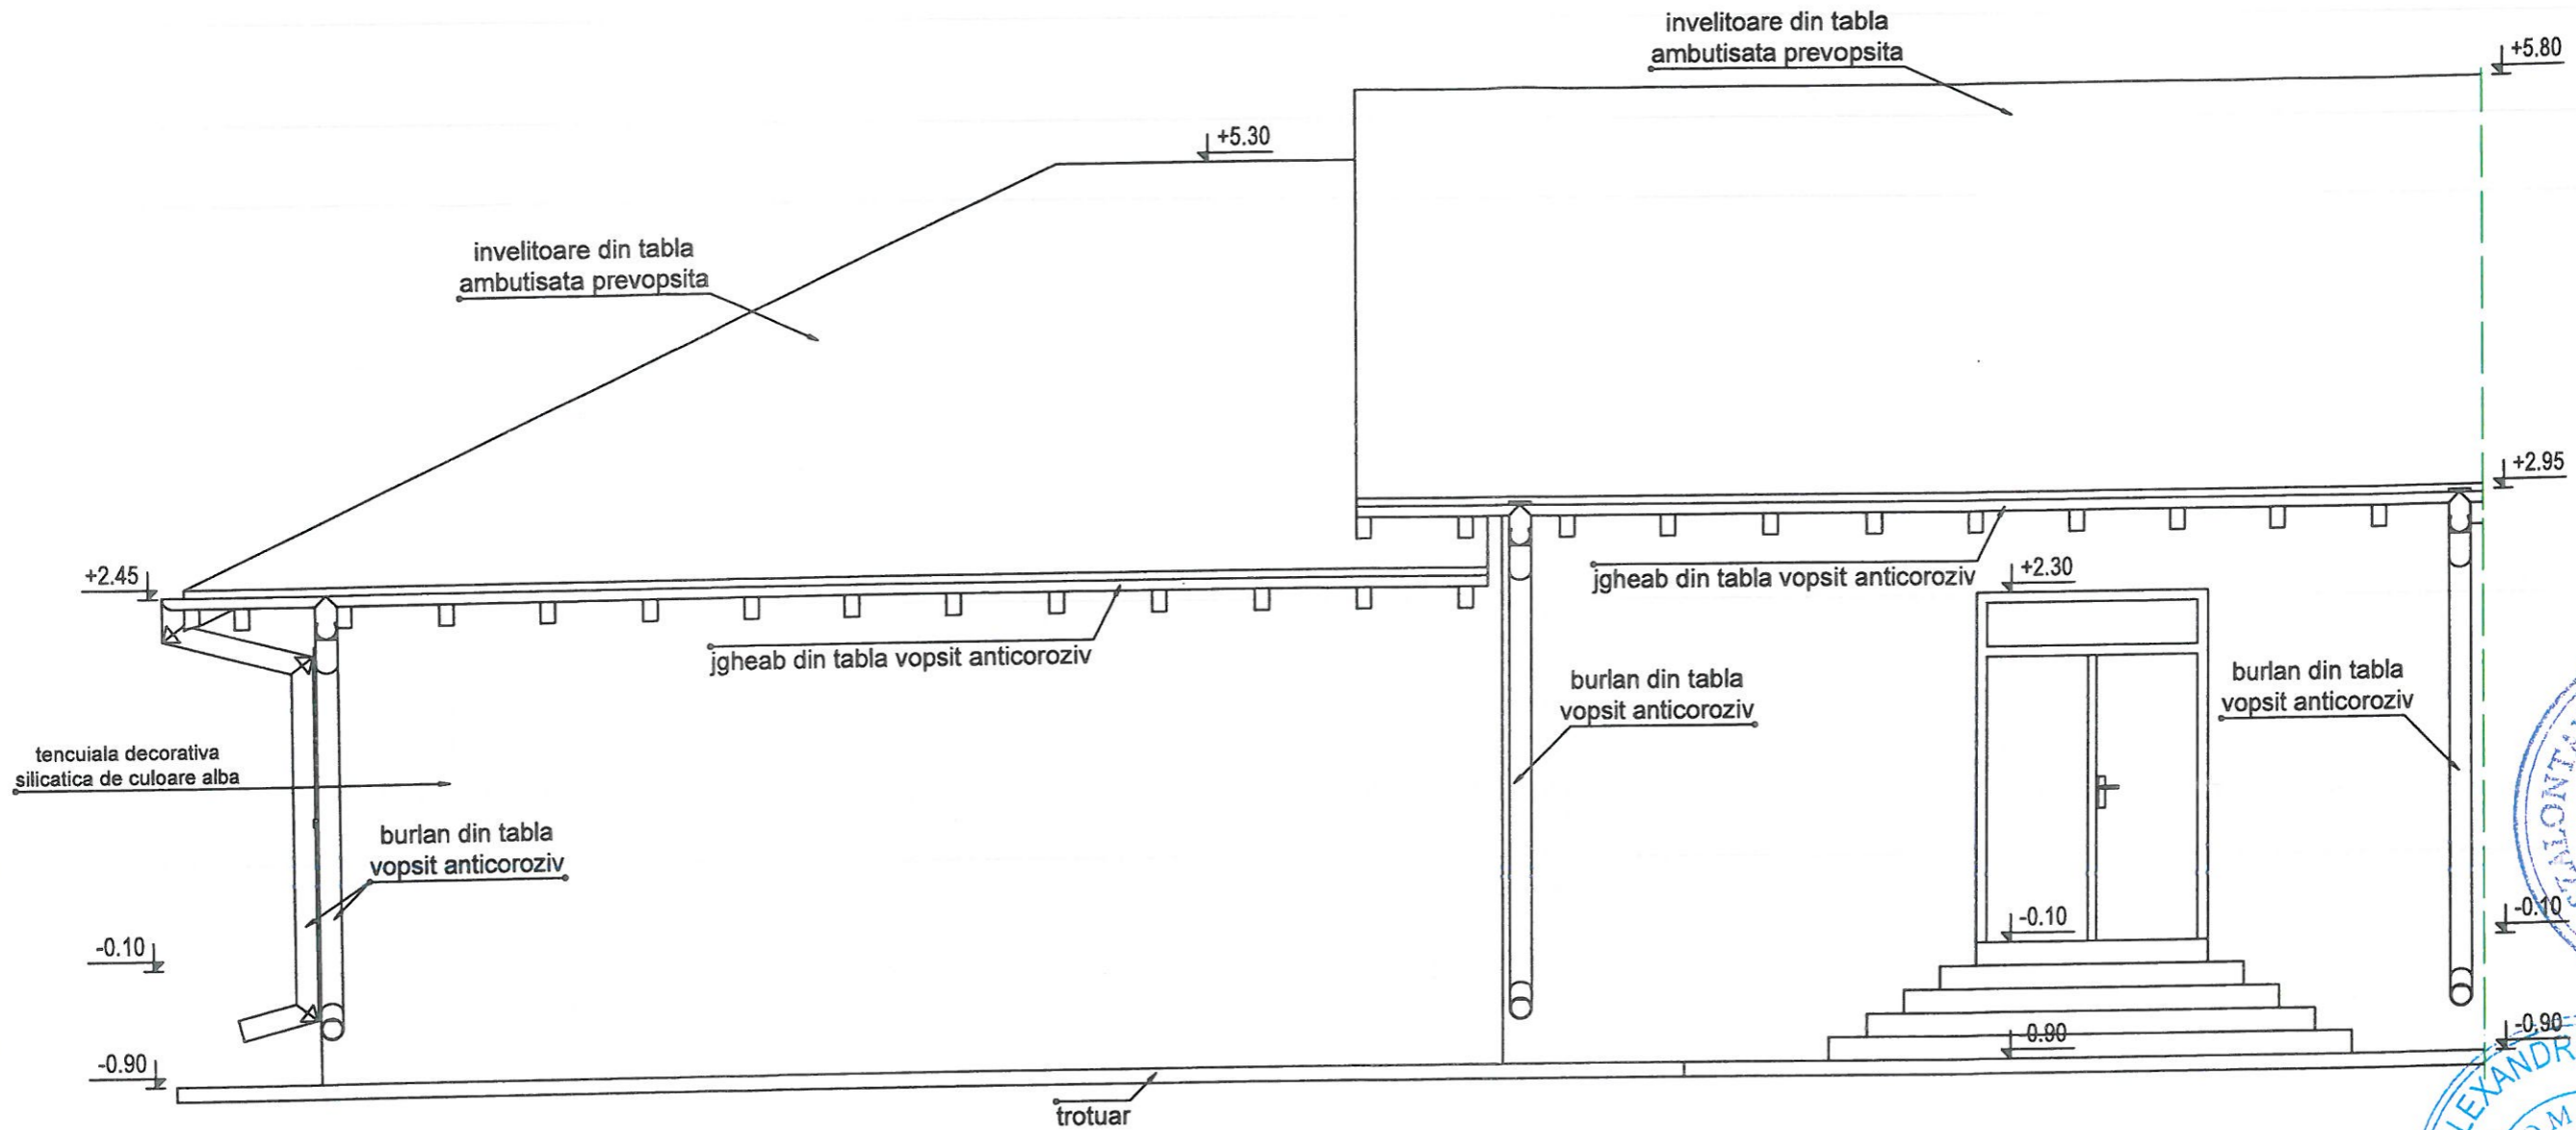 invelitoare din tabla
ambutisata prevopsita
+5.80
+5.30
invelitoare din tabla
ambutisata prevopsita
+2.95
+2.45
jgheab din tabla vopsit anticoroziv
+2.30
jgheab din tabla vopsit anticoroziv
burlan din tabla
vopsit anticoroziv
burlan din tabla
vopsit anticoroziv
tencuiala decorativa
silicatica de culoare alba
burlan din tabla
vopsit anticoroziv
-0.10
-0.10
-0.10
-0.90
-0.90
-0.90
trotuar